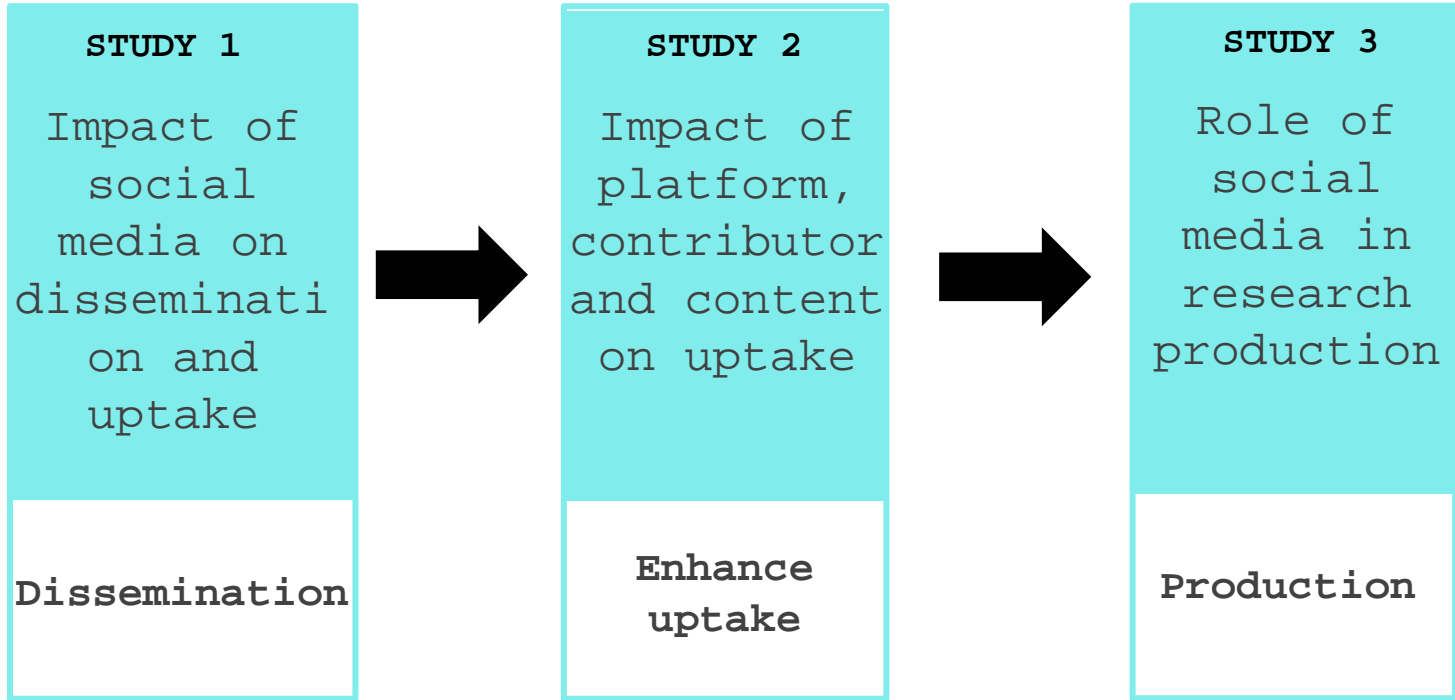 STUDY 1
Impact of
social
media on
disseminati
on and
uptake
Dissemination
STUDY 2
Impact of
platform,
contributor
and content
on uptake
Enhance
uptake
STUDY 3
Role of
social
media in
research
production
Production